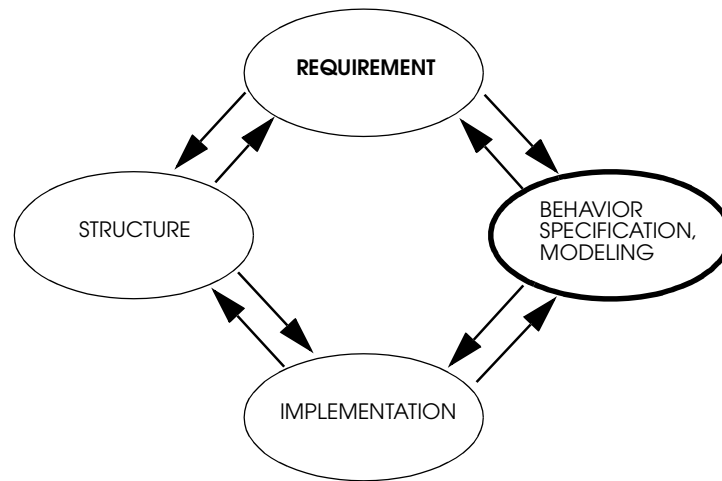 REQUIREMENT
STRUCTURE
BEHAVIOR
SPECIFICATION,
MODELING
IMPLEMENTATION